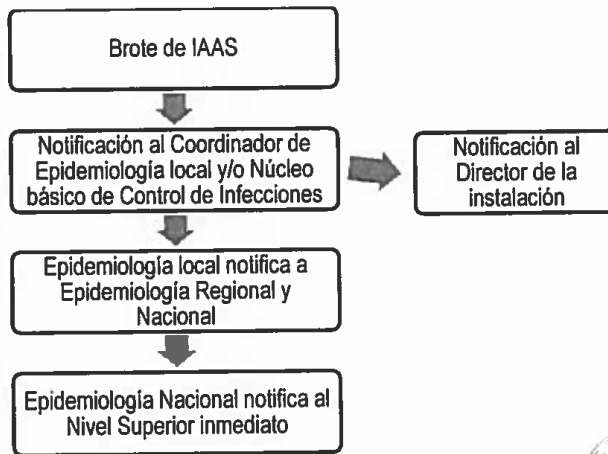 Brote de IAAS
Notificación al Coordinador de
Epidemiología local y/o Núcleo
básico de Control de Infecciones
Notificación al
Director de la
instalación
Epidemiología local notifica a
Epidemiología Regional y
Nacional
Epidemiología Nacional notifica al
Nivel Superior inmediato